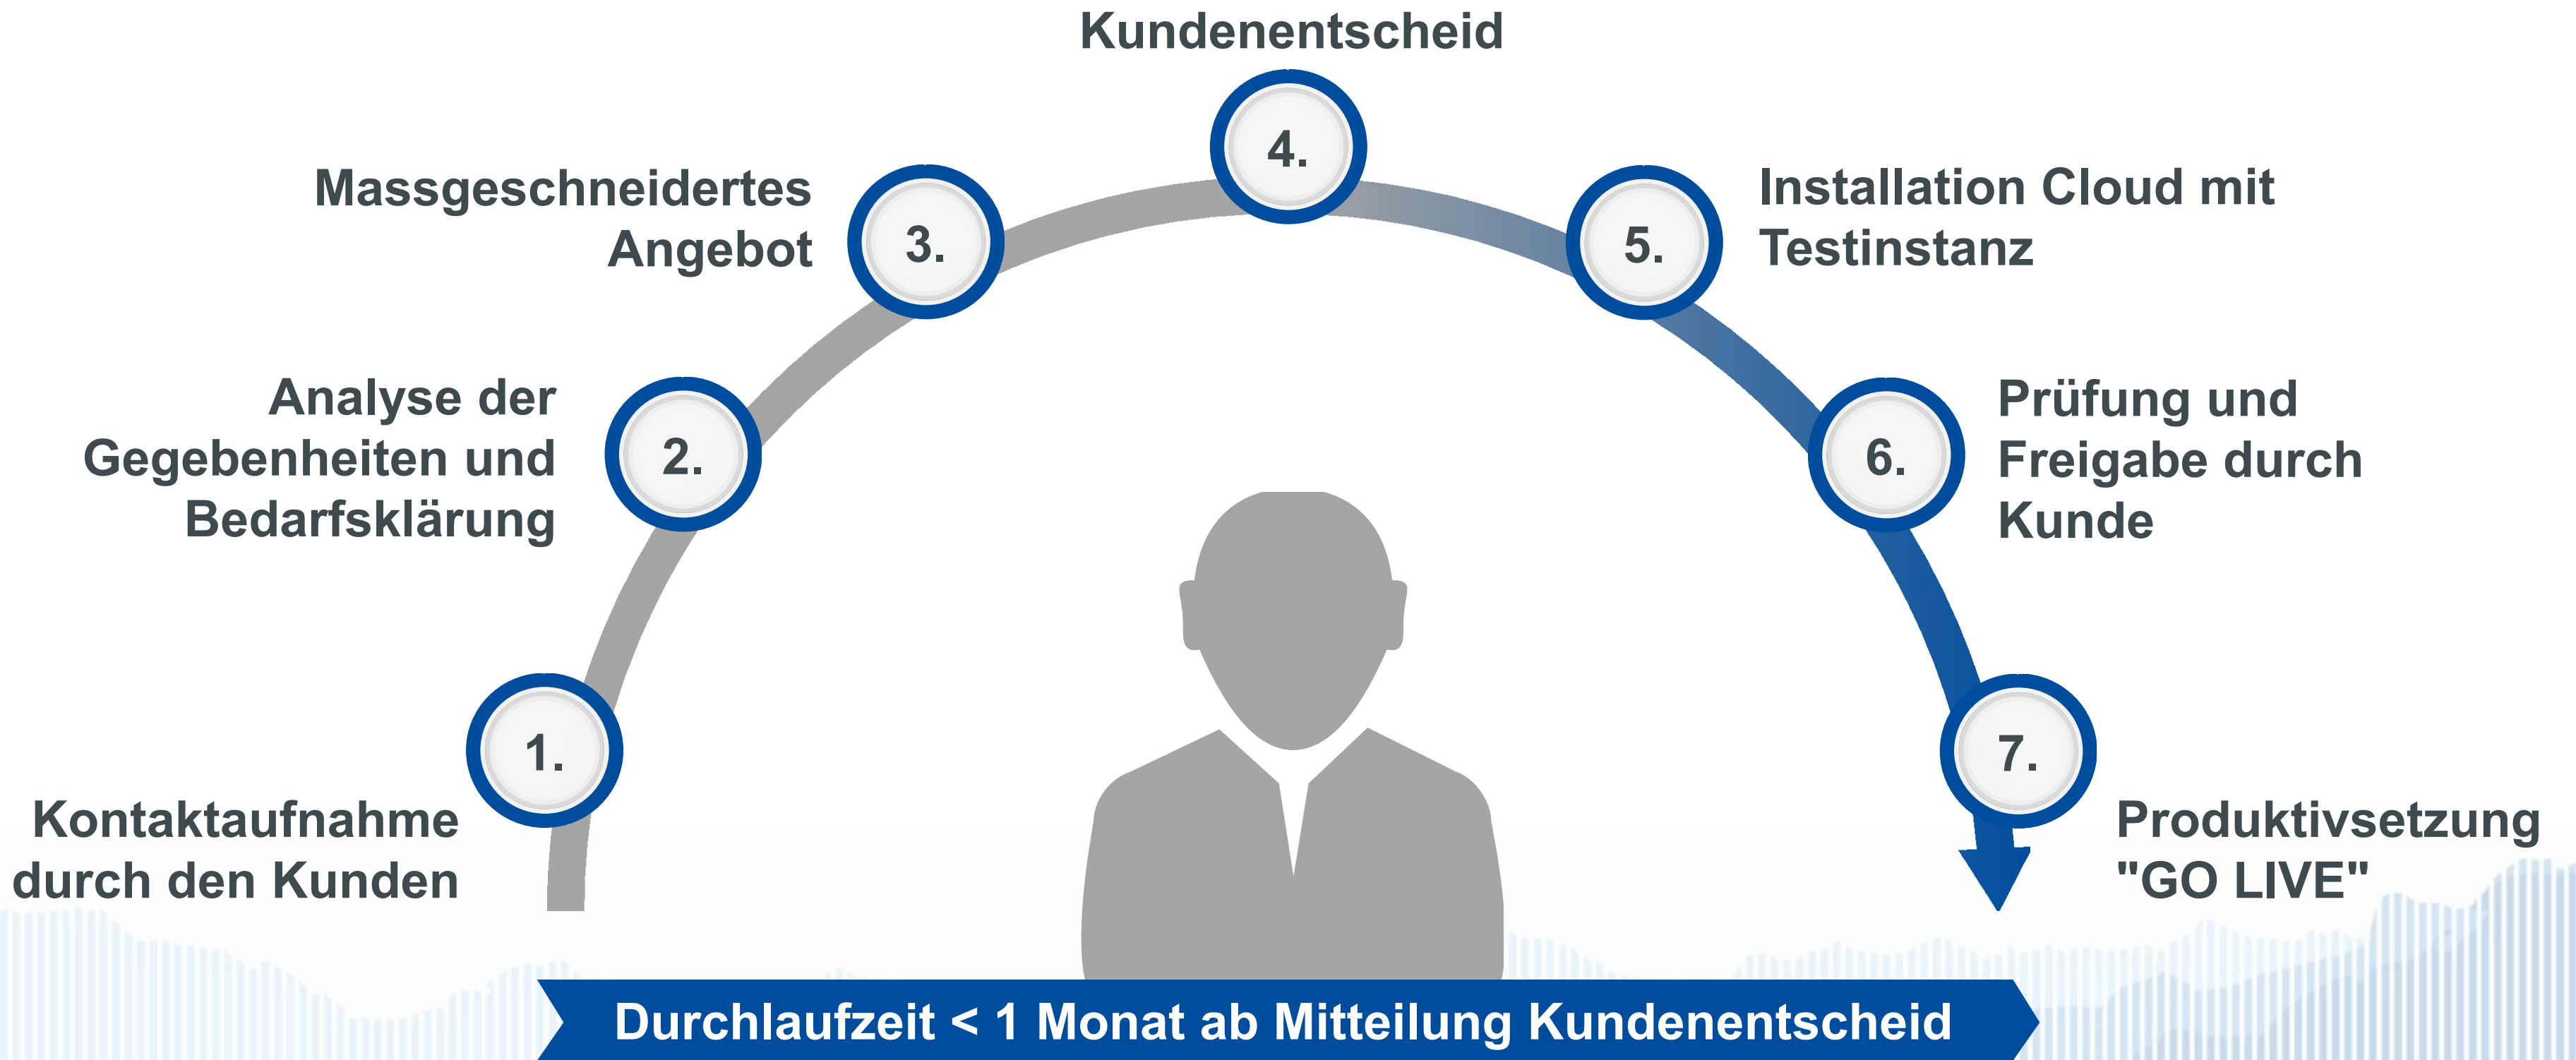 1.
Kontaktaufnahme
durch den Kunden
2.
Analyse der
Gegebenheiten und
Bedarfsklärung
3.
Massgeschneidertes
Angebot
4.
Kundenentscheid
5.
Installation Cloud mit
Testinstanz
6.
Prüfung und
Freigabe durch
Kunde
7.
Produktivsetzung
"GO LIVE"
Durchlaufzeit < 1 Monat ab Mitteilung Kundenentscheid